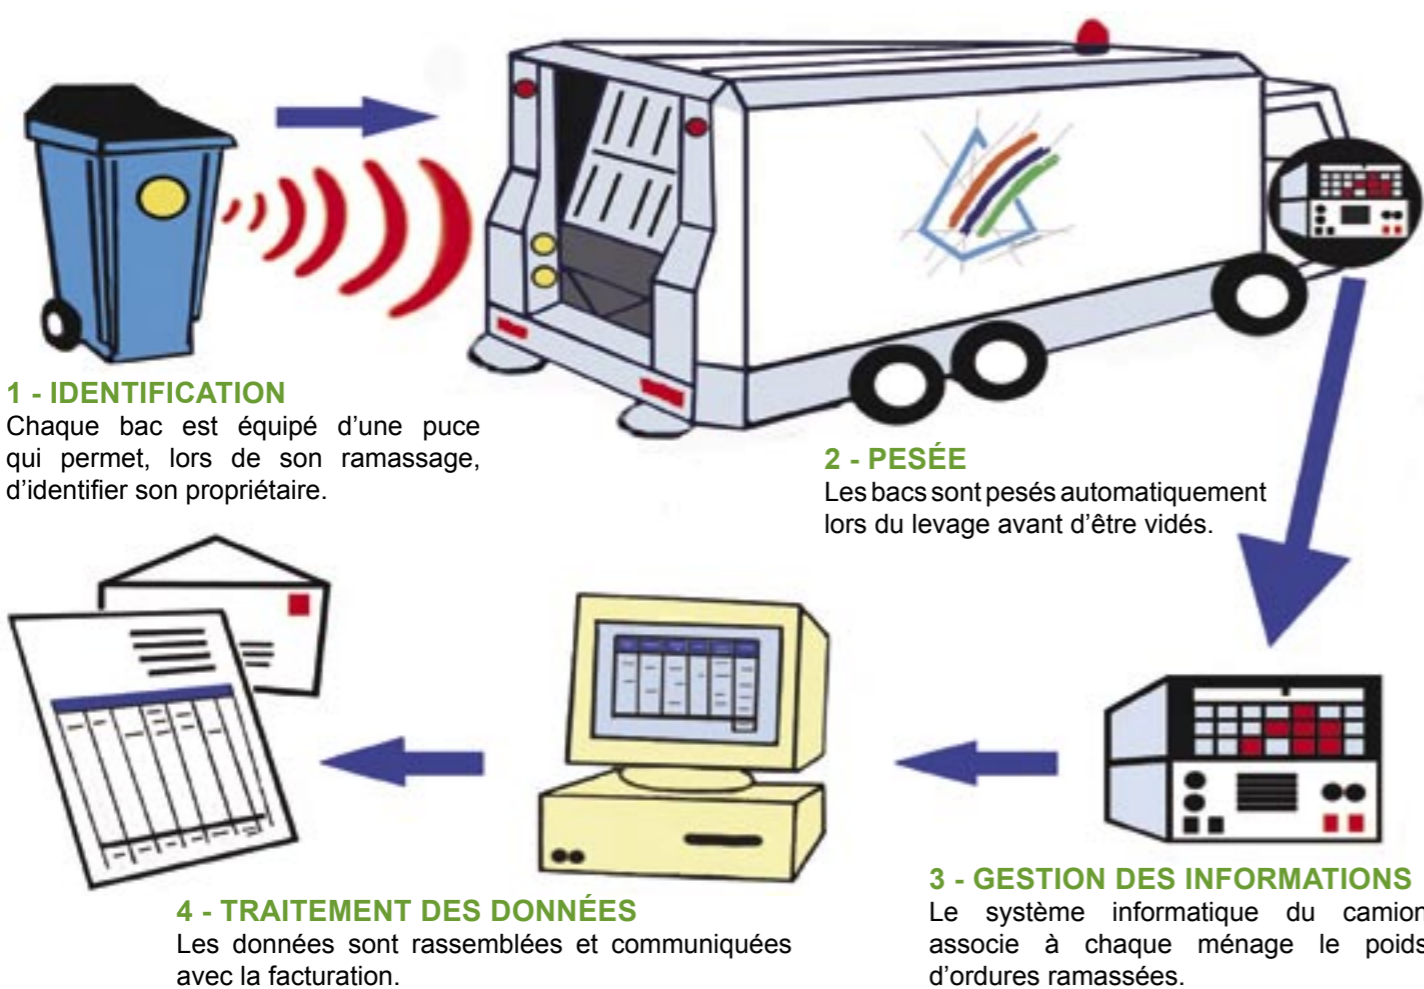 1 - IDENTIFICATION
Chaque bac est équipé d’une puce
qui permet, lors de son ramassage,
d’identifier son propriétaire.
2 - PESÉE
Les bacs sont pesés automatiquement
lors du levage avant d’être vidés.
3 - GESTION DES INFORMATIONS
Le système informatique du camion
associe à chaque ménage le poids
d’ordures ramassées.
4 - TRAITEMENT DES DONNÉES
Les données sont rassemblées et communiquées
avec la facturation.